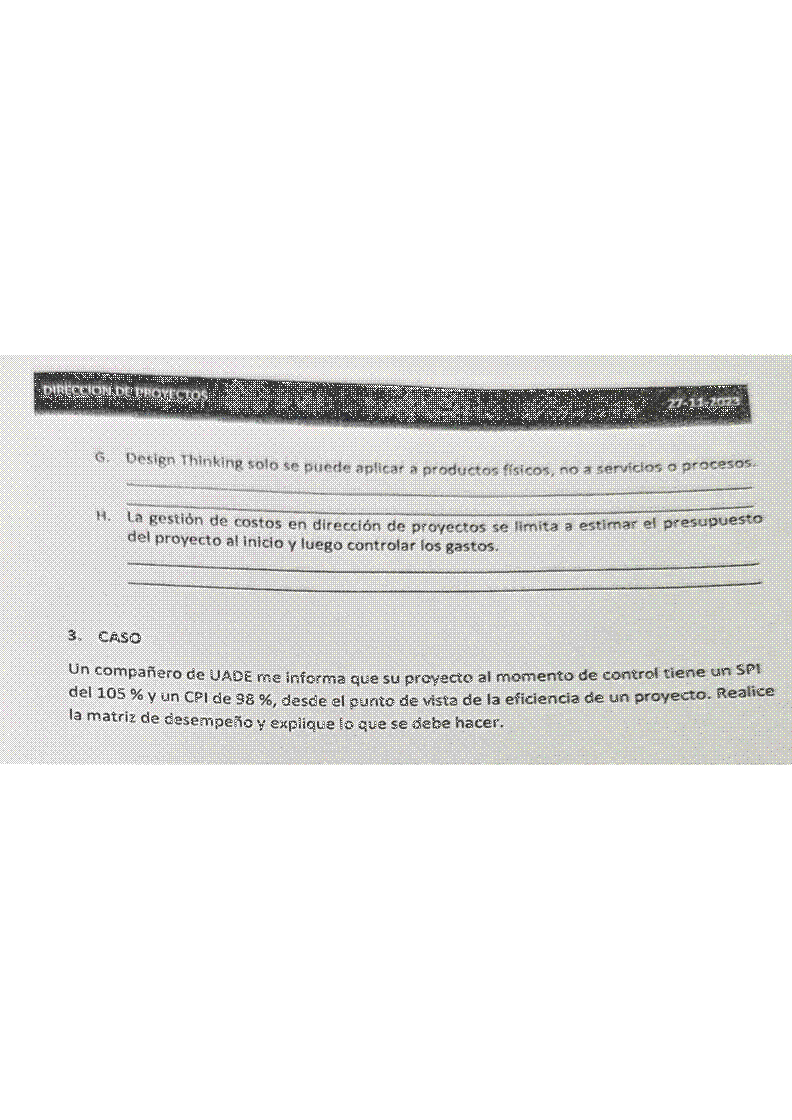 DIRECCION DE PROYECTOS
27-11-2023
G. Design Thinking solo se puede aplicar a productos físicos, no a servicios o procesos.
H. La gestión de costos en dirección de proyectos se limita a estimar el presupuesto
del proyecto al inicio y luego controlar los gastos.
3. CASO
Un compañero de UADE me informa que su proyecto al momento de control tiene un SPI
del 105 % y un CPI de 98 %, desde el punto de vista de la eficiencia de un proyecto. Realice
la matriz de desempeño y explique lo que se debe hacer.